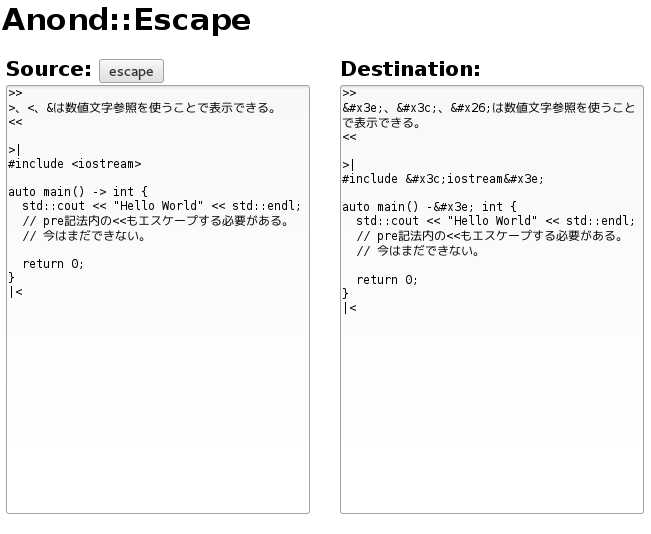 Anond::Escape
Source: escape
>>
>、<、&は数値文字参照を使うことで表示できる。
<<

>|
#include <iostream>

auto main() -> int {
  std::cout << "Hello World" << std::endl;
  // pre記法内の<<もエスケープする必要がある。
  // 今はまだできない。

  return 0;
}
|<
Destination:
>>
&#x3e;、&#x3c;、&#x26;は数値文字参照を使うこと
で表示できる。
<<

>|
#include &#x3c;iostream&#x3e;

auto main() -&#x3e; int {
  std::cout << "Hello World" << std::endl;
  // pre記法内の<<もエスケープする必要がある。
  // 今はまだできない。

  return 0;
}
|<